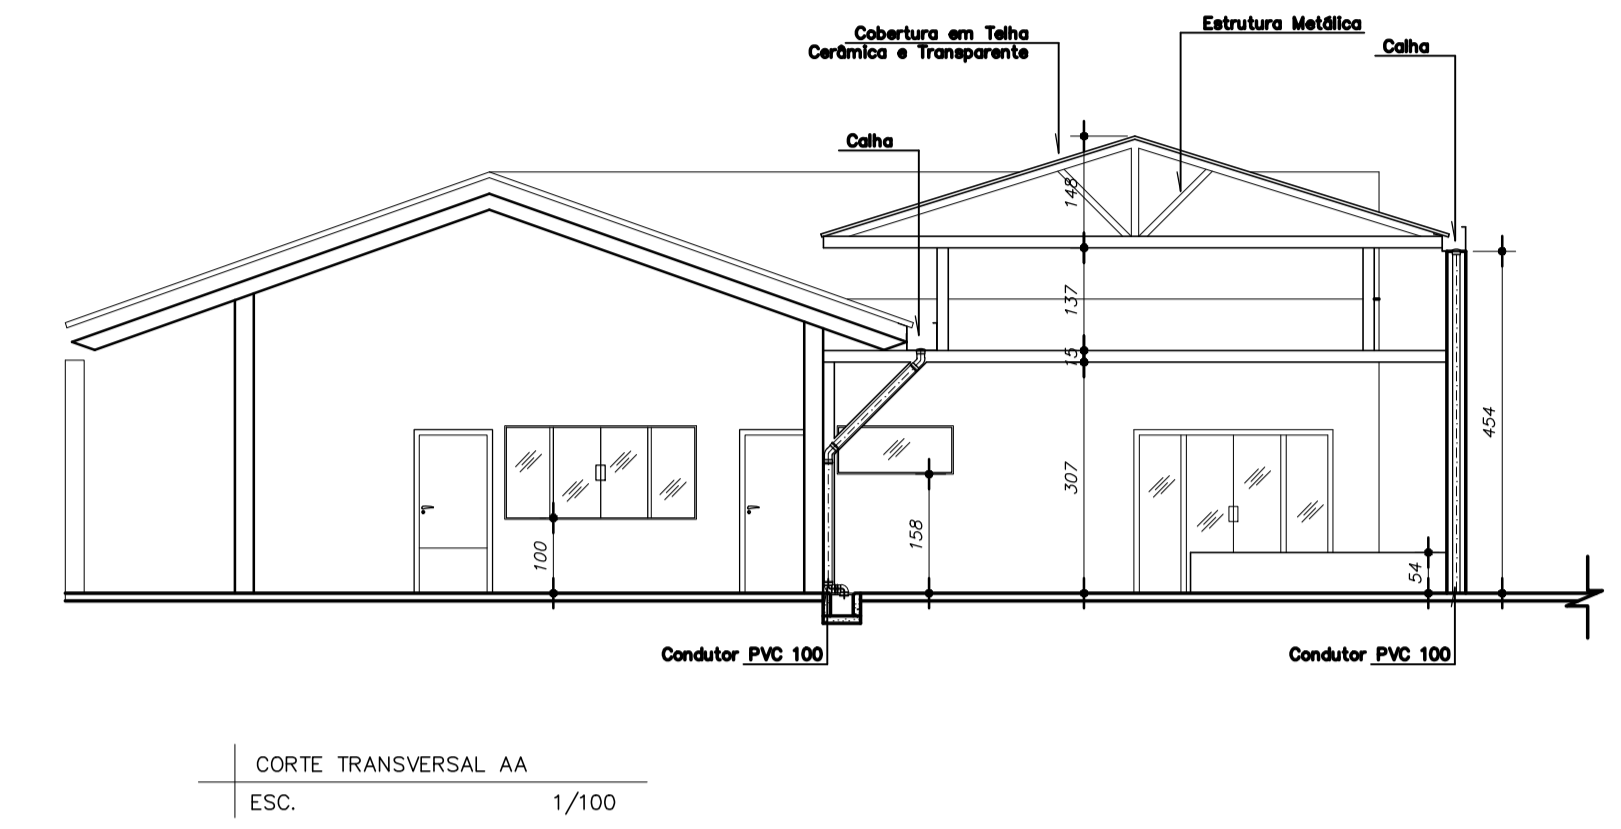 Estrutura Metálica
Cobertura em Telha
Cerâmica e Transparente
Calha
Calha
148
137
15
307
454
158
100
54
Condutor PVC 100
Condutor PVC 100
CORTE TRANSVERSAL AA
ESC. 1/100